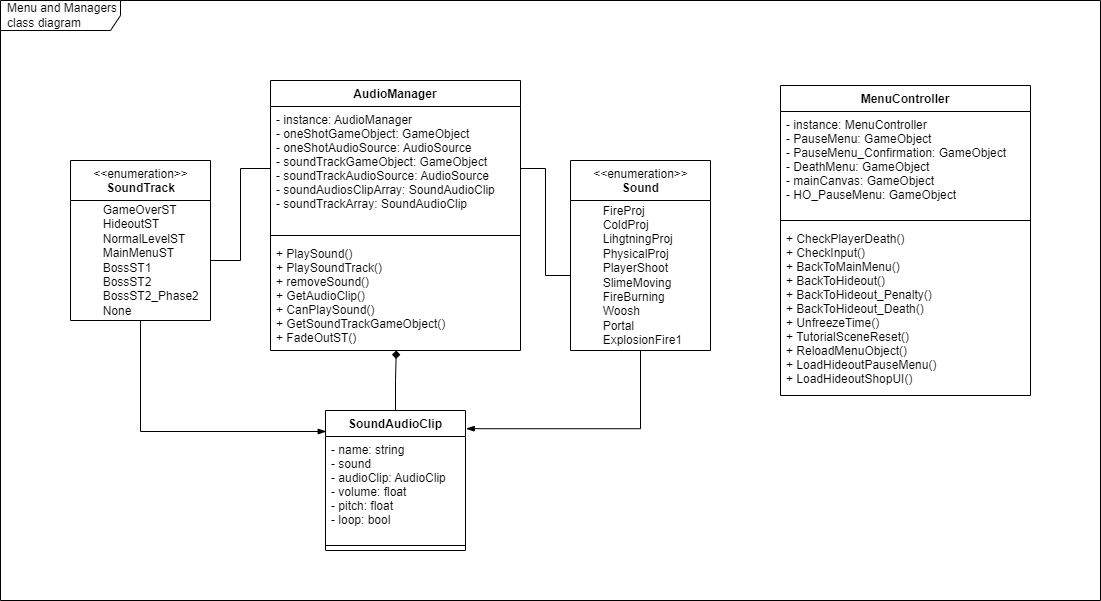 Menu and Managers
class diagram
AudioManager
- instance: AudioManager
- oneShotGameObject: GameObject
- oneShotAudioSource: AudioSource
- soundTrackGameObject: GameObject
- soundTrackAudioSource: AudioSource
- soundAudiosClipArray: SoundAudioClip
- soundTrackArray: SoundAudioClip
+ PlaySound()
+ PlaySoundTrack()
+ removeSound()
+ GetAudioClip()
+ CanPlaySound()
+ GetSoundTrackGameObject()
+ FadeOutST()
MenuController
- instance: MenuController
- PauseMenu: GameObject
- PauseMenu_Confirmation: GameObject
- DeathMenu: GameObject
- mainCanvas: GameObject
- HO_PauseMenu: GameObject
+ CheckPlayerDeath()
+ CheckInput()
+ BackToMainMenu()
+ BackToHideout()
+ BackToHideout_Penalty()
+ BackToHideout_Death()
+ UnfreezeTime()
+ TutorialSceneReset()
+ ReloadMenuObject()
+ LoadHideoutPauseMenu()
+ LoadHideoutShopUI()
<<enumeration>>
SoundTrack
GameOverST
HideoutST
NormalLevelST
MainMenuST
BossST1
BossST2
BossST2_Phase2
None
<<enumeration>>
Sound
FireProj
ColdProj
LihgtningProj
PhysicalProj
PlayerShoot
SlimeMoving
FireBurning
Woosh
Portal
ExplosionFire1
SoundAudioClip
- name: string
- sound
- audioClip: AudioClip
- volume: float
- pitch: float
- loop: bool